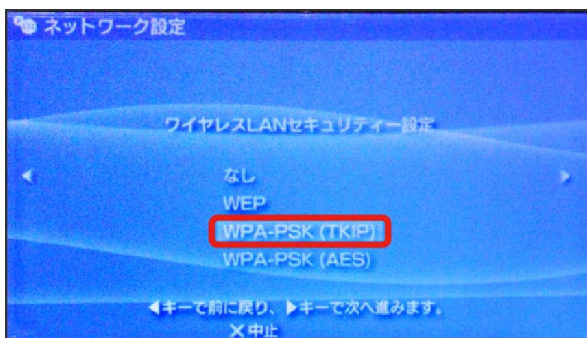 ネットワーク設定
ワイヤレスLANセキュリティー設定
なし
WEP
WPA-PSK (TKIP)
WPA-PSK (AES)
◀キーで前に戻り、▶キーで次へ進みます。
✕中止